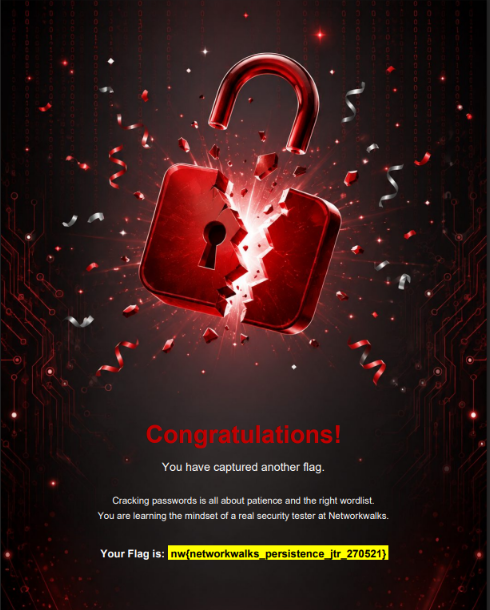 Congratulations!
You have captured another flag.
Cracking passwords is all about patience and the right wordlist.
You are learning the mindset of a real security tester at Networkwalks.
Your Flag is: nw{networkwalks_persistence_jtr_270521}